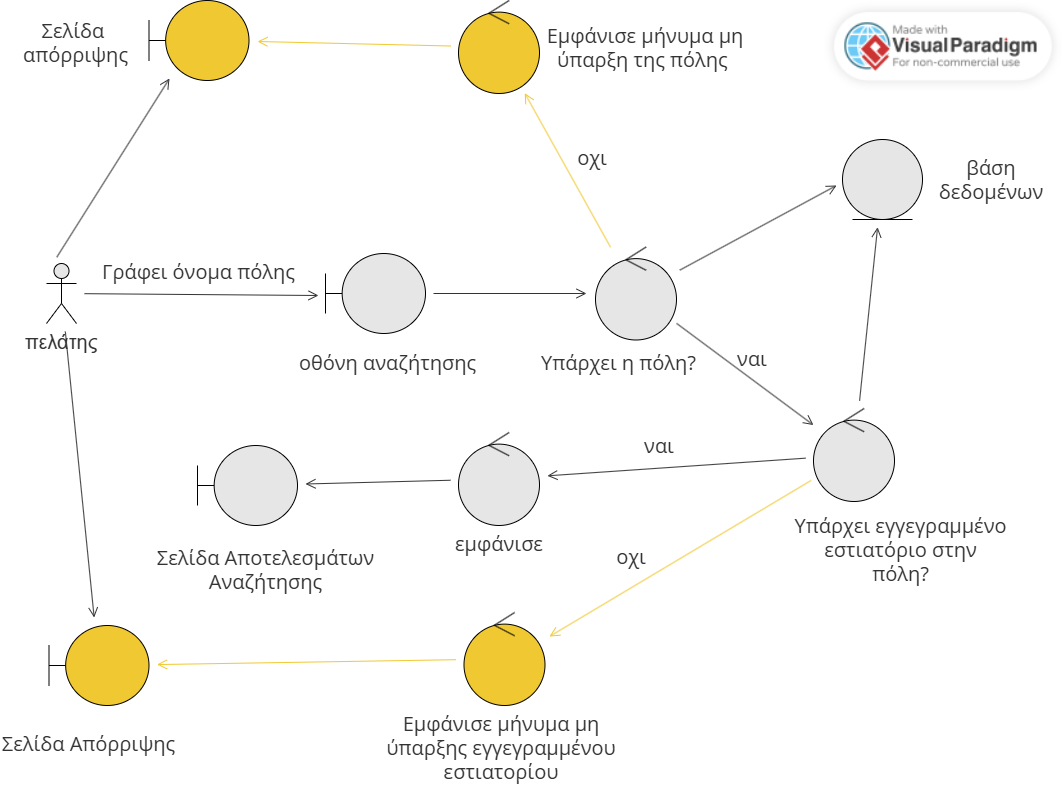 Σελίδα
απόρριψης
Εμφάνισε μήνυμα μη
ύπαρξη της πόλης
Made with
VisualParadigm
For non-commercial use
οχι
βάση
δεδομένων
Γράφει όνομα πόλης
πελάτης
οθόνη αναζήτησης
Υπάρχει η πόλη?
ναι
ναι
εμφάνισε
Σελίδα Αποτελεσμάτων
Αναζήτησης
Υπάρχει εγγεγραμμένο
εστιατόριο στην
πόλη?
οχι
Σελίδα Απόρριψης
Εμφάνισε μήνυμα μη
ύπαρξης εγγεγραμμένου
εστιατορίου